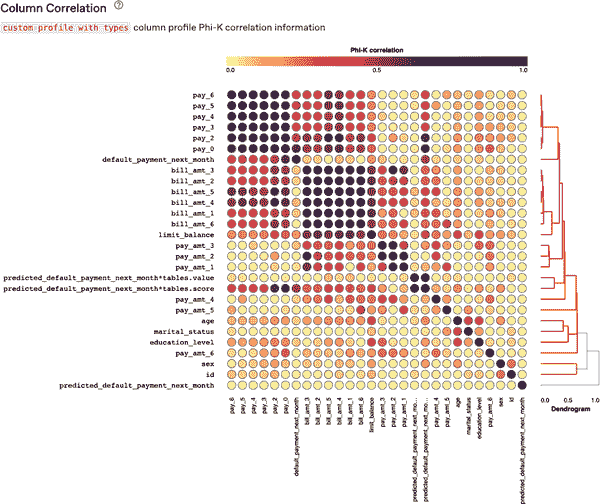 Column Correlation ?
custom profile with types column profile Phi-K correlation information
Phi-K correlation
0.0 0.5 1.0
pay_6
pay_5
pay_4
pay_3
pay_2
pay_0
default_payment_next_month
bill_amt_3
bill_amt_2
bill_amt_5
bill_amt_4
bill_amt_1
bill_amt_6
limit_balance
pay_amt_3
pay_amt_2
pay_amt_1
predicted_default_payment_next_month*tables.value
predicted_default_payment_next_month*tables.score
pay_amt_4
pay_amt_5
age
marital_status
education_level
pay_amt_6
sex
id
predicted_default_payment_next_month
pay_6
pay_5
pay_4
pay_3
pay_2
pay_0
default_payment_next_month
bill_amt_3
bill_amt_2
bill_amt_5
bill_amt_4
bill_amt_1
bill_amt_6
limit_balance
pay_amt_3
pay_amt_2
pay_amt_1
predicted_default_payment_next_mo...
predicted_default_payment_next_mo...
pay_amt_4
pay_amt_5
age
marital_status
education_level
pay_amt_6
sex
id
predicted_default_payment_next_month
0.0 0.5 1.0
Dendrogram